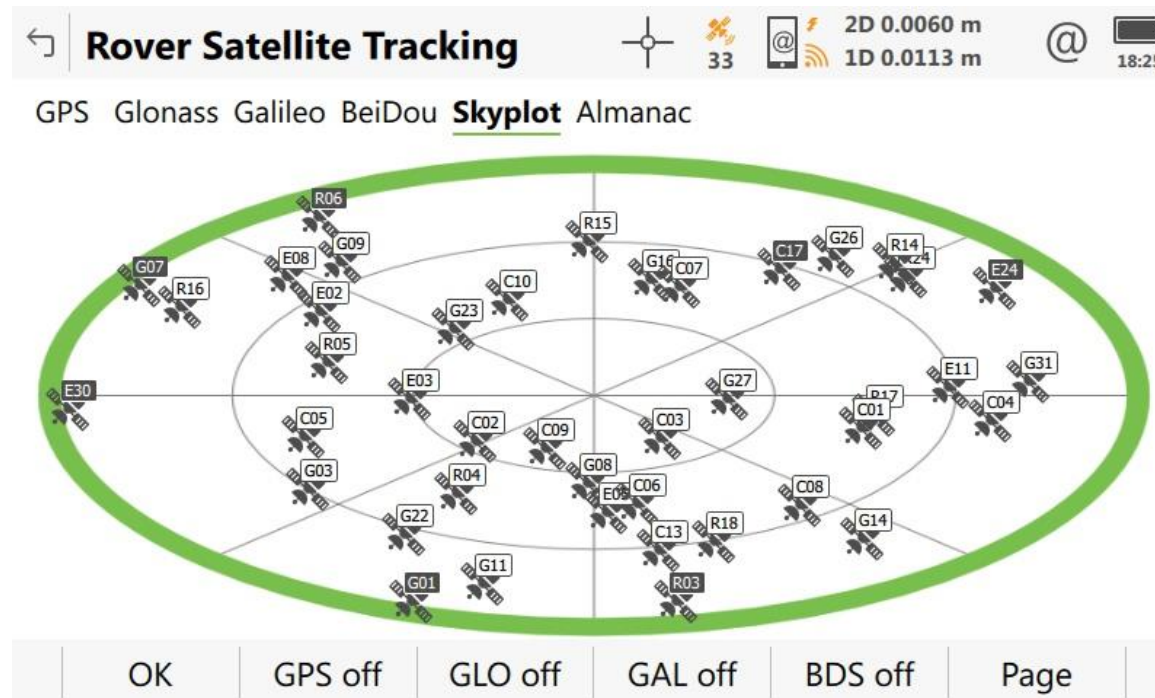 Rover Satellite Tracking
33
@
2D 0.0060 m
1D 0.0113 m
@
18:25
GPS Glonass Galileo BeiDou Skyplot Almanac
R06
R15
G09
G26
R14
E08
C17
G07
G16
C07
E24
R16
C10
E02
G23
R05
E11
G31
E30
E03
G27
R17
C04
C05
C02
C09
C03
C01
G03
R04
G08
C06
C08
G22
C13
R18
G14
G01
G11
R03
OK GPS off GLO off GAL off BDS off Page